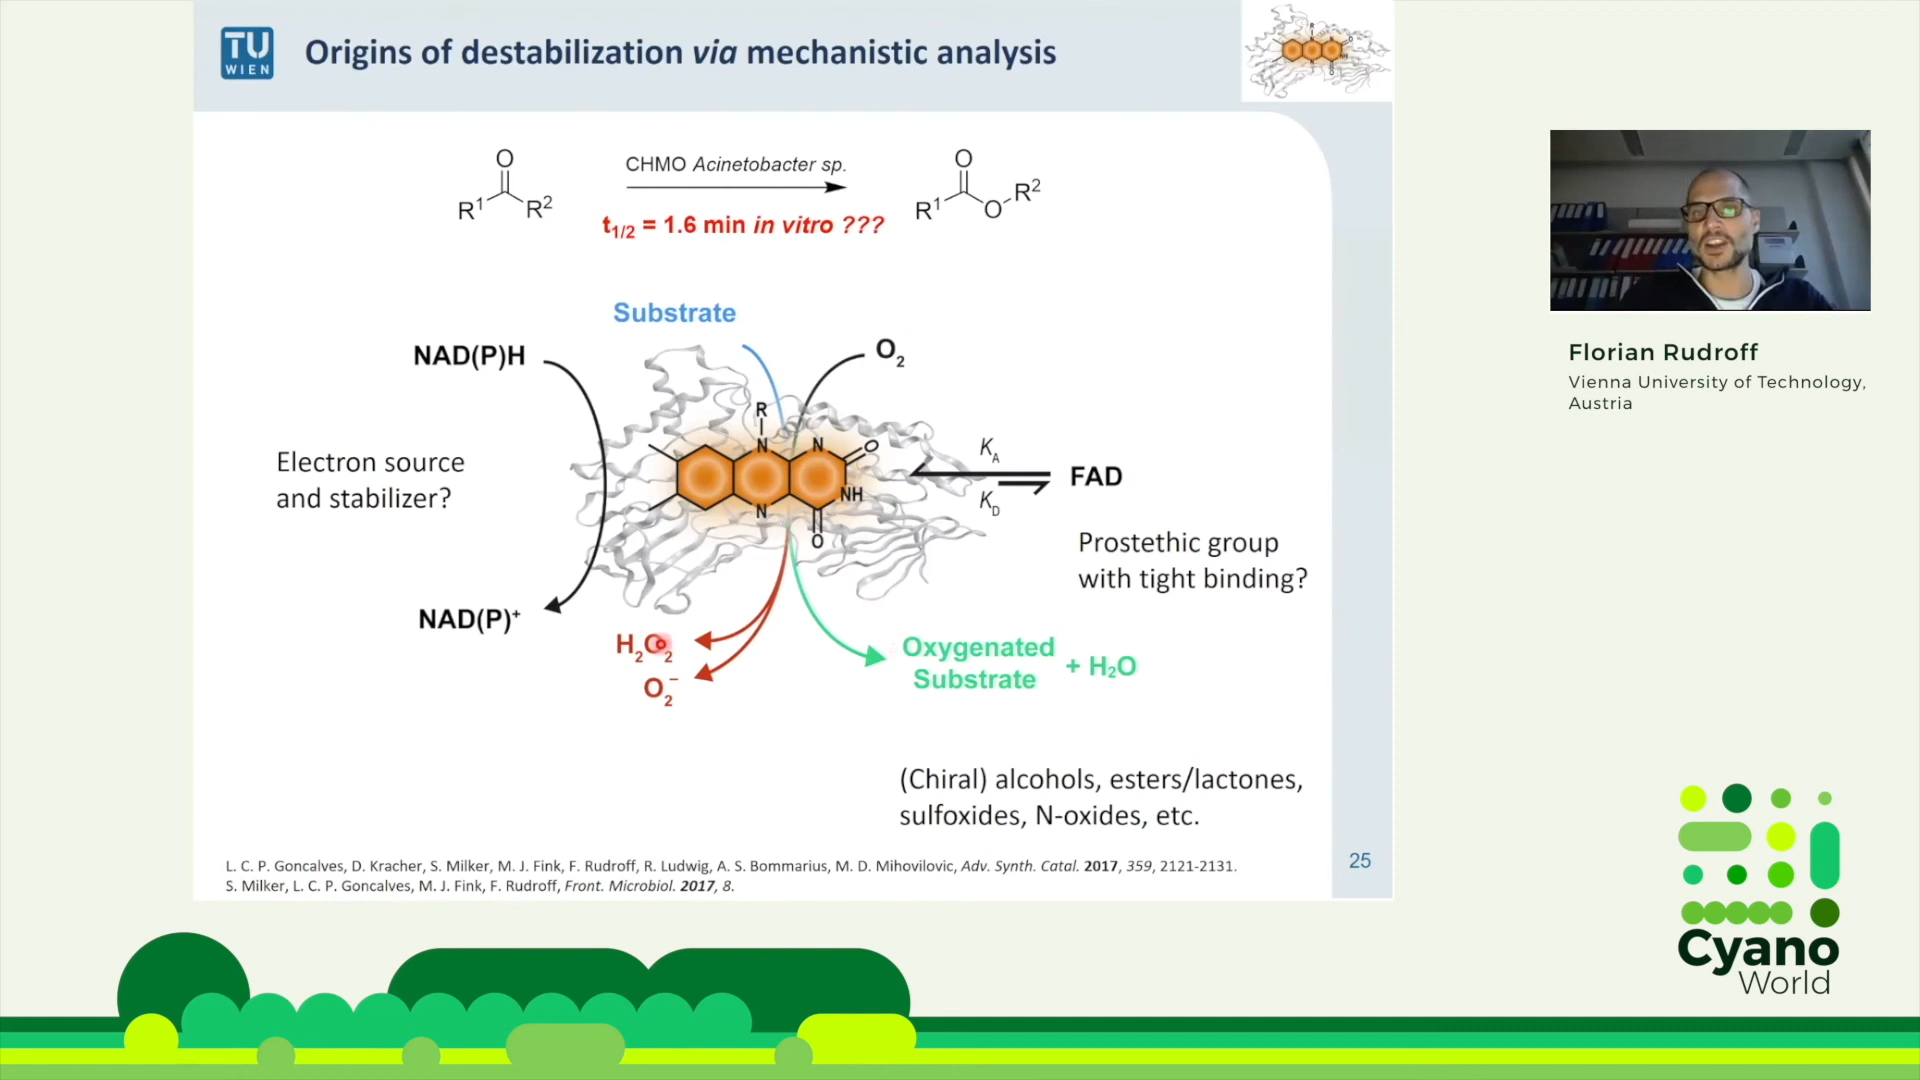 TU
WIEN
Origins of destabilization via mechanistic analysis
O
R¹
R²
CHMO Acinetobacter sp.
t1/2 = 1.6 min in vitro ???
O
R¹
O
R²
Substrate
NAD(P)H
O₂
R
N
N
O
NH
N
O
Electron source
and stabilizer?
K_A
K_D
FAD
Prostethic group
with tight binding?
NAD(P)⁺
H₂O₂
O₂⁻
Oxygenated
Substrate
+ H₂O
(Chiral) alcohols, esters/lactones,
sulfoxides, N-oxides, etc.
L. C. P. Goncalves, D. Kracher, S. Milker, M. J. Fink, F. Rudroff, R. Ludwig, A. S. Bommarius, M. D. Mihovilovic, Adv. Synth. Catal. 2017, 359, 2121-2131.
S. Milker, L. C. P. Goncalves, M. J. Fink, F. Rudroff, Front. Microbiol. 2017, 8.
25
Florian Rudroff
Vienna University of Technology,
Austria
Cyano
World